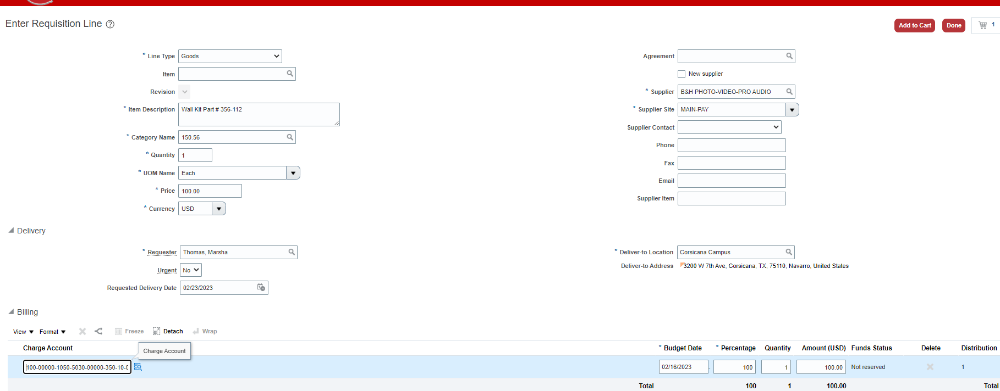 Enter Requisition Line
Add to Cart
Done
1
* Line Type Goods
Item
Revision
* Item Description Wall Kit Part # 356-112
* Category Name 150.56
* Quantity 1
* UOM Name Each
* Price 100.00
* Currency USD
Agreement
New supplier
* Supplier B&H PHOTO-VIDEO-PRO AUDIO
* Supplier Site MAIN-PAY
Supplier Contact
Phone
Fax
Email
Supplier Item
Delivery
* Requester Thomas, Marsha
Urgent No
Requested Delivery Date 02/23/2023
* Deliver-to Location Corsicana Campus
Deliver-to Address 3200 W 7th Ave, Corsicana, TX, 75110, Navarro, United States
Billing
View Format Freeze Detach Wrap
Charge Account * Budget Date * Percentage Quantity Amount (USD) Funds Status Delete Distribution
Charge Account
100-00000-1050-5030-00000-350-10-0 02/16/2023 100 1 100.00 Not reserved 1
Total 100 1 100.00 Total